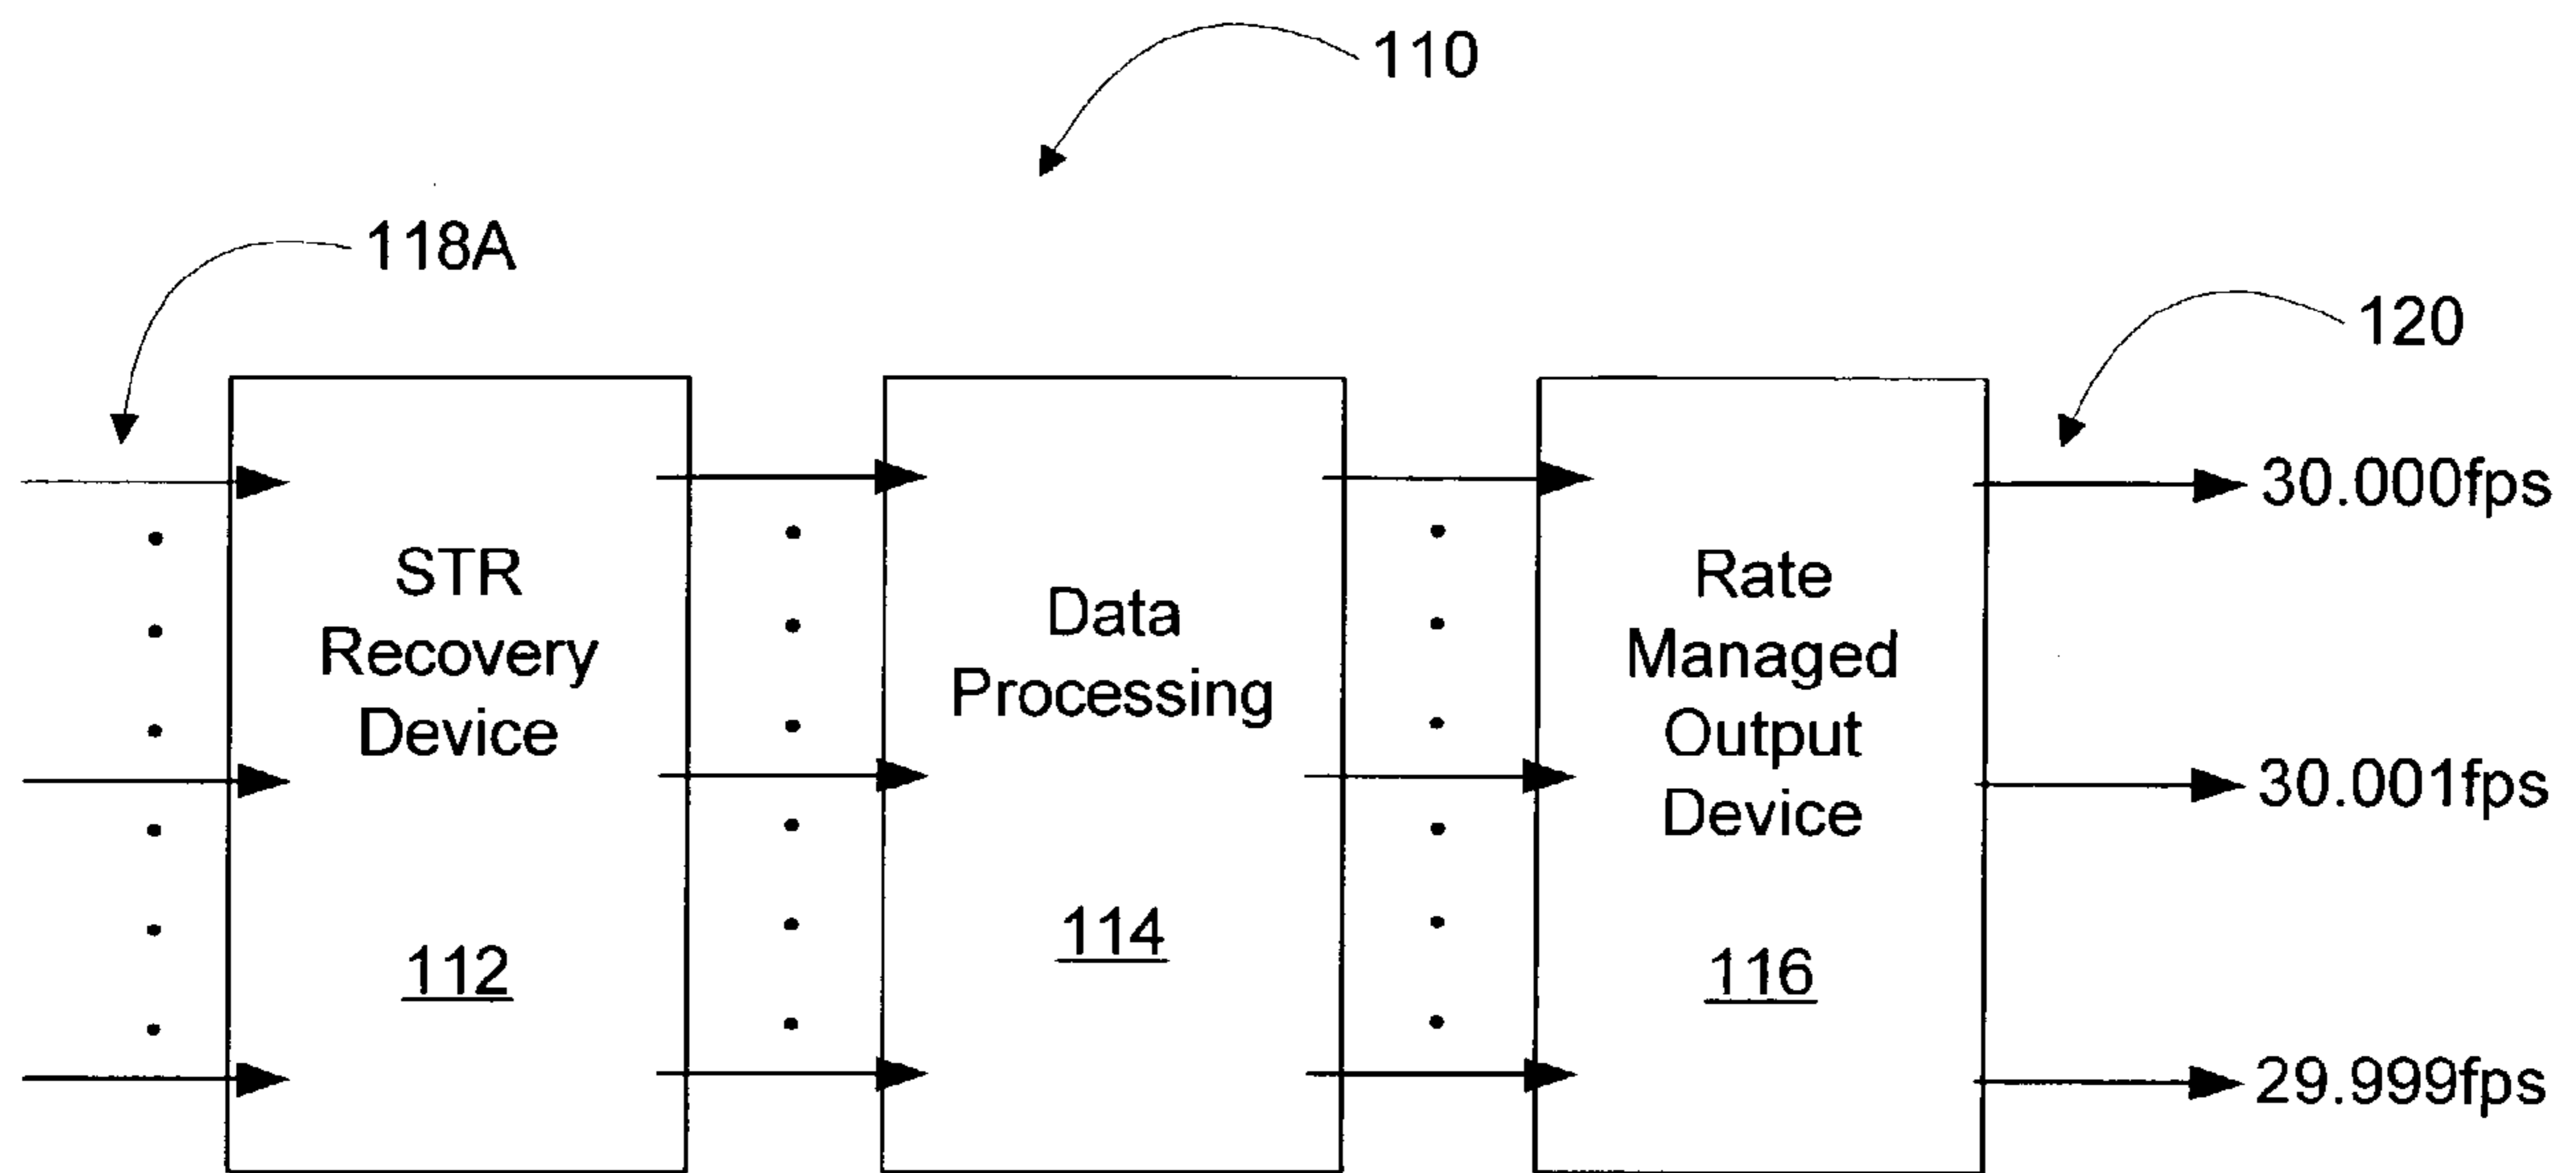 110
118A
120
STR
Recovery
Device
112
Data
Processing
114
Rate
Managed
Output
Device
116
30.000fps
30.001fps
29.999fps